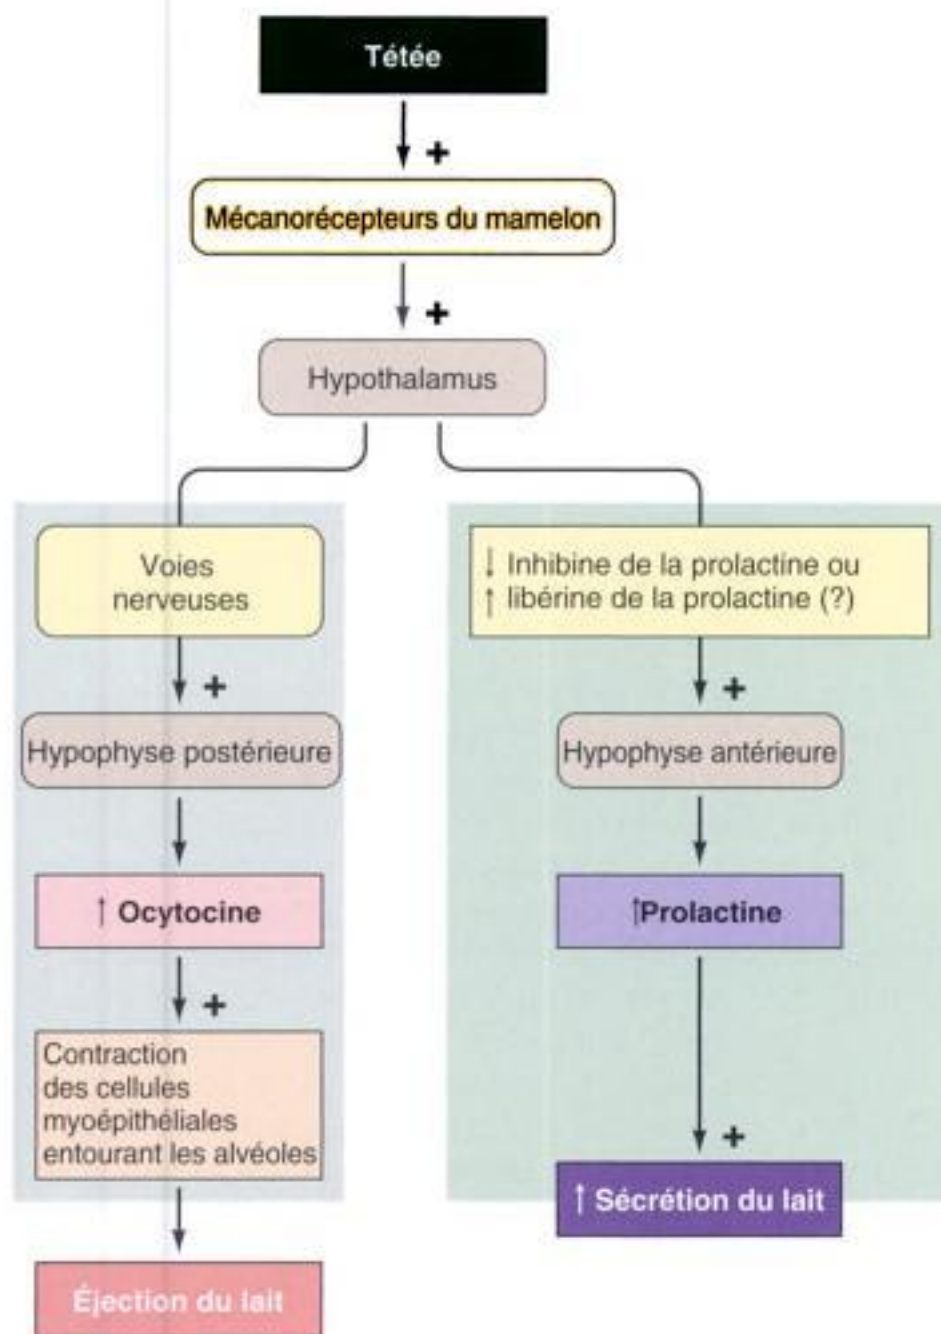 Tétée
+
Mécanorécepteurs du mamelon
+
Hypothalamus
Voies
nerveuses
+
Hypophyse postérieure
↑ Ocytocine
+
Contraction
des cellules
myoépithéliales
entourant les alvéoles
Éjection du lait
↓ Inhibine de la prolactine ou
↑ libérine de la prolactine (?)
+
Hypophyse antérieure
↑Prolactine
+
↑ Sécrétion du lait